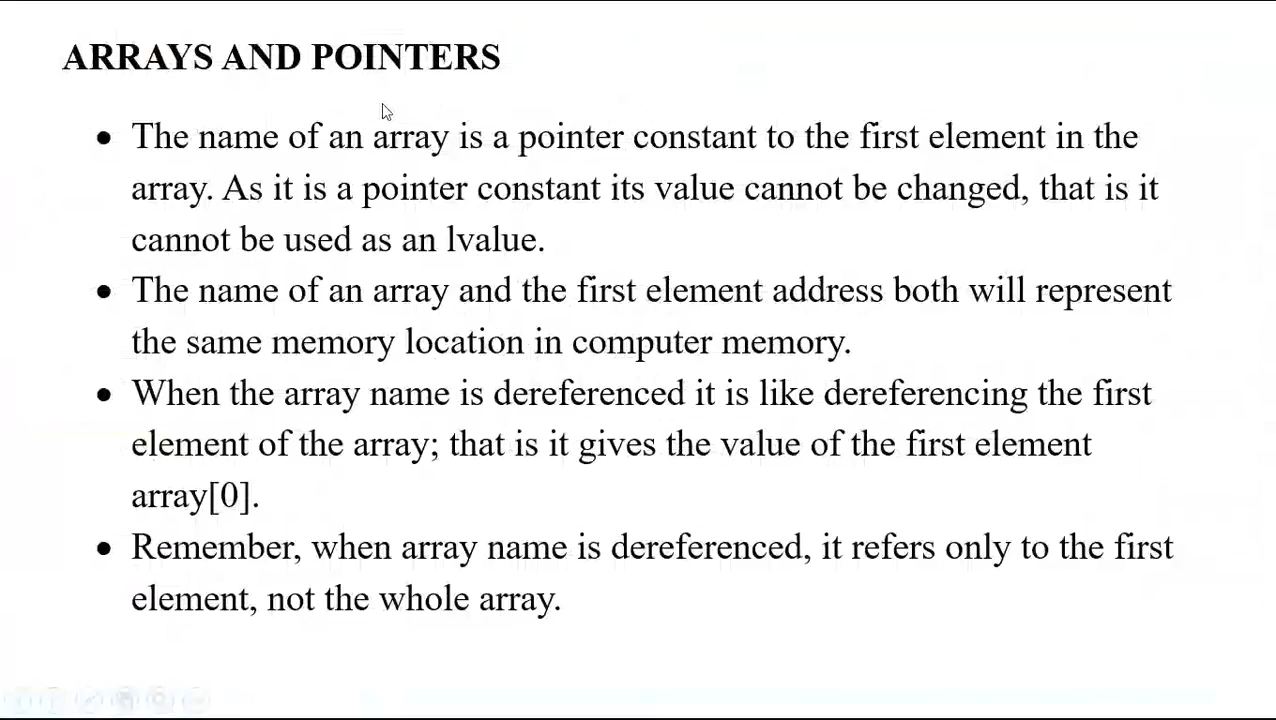 ARRAYS AND POINTERS
• The name of an array is a pointer constant to the first element in the
array. As it is a pointer constant its value cannot be changed, that is it
cannot be used as an lvalue.
• The name of an array and the first element address both will represent
the same memory location in computer memory.
• When the array name is dereferenced it is like dereferencing the first
element of the array; that is it gives the value of the first element
array[0].
• Remember, when array name is dereferenced, it refers only to the first
element, not the whole array.